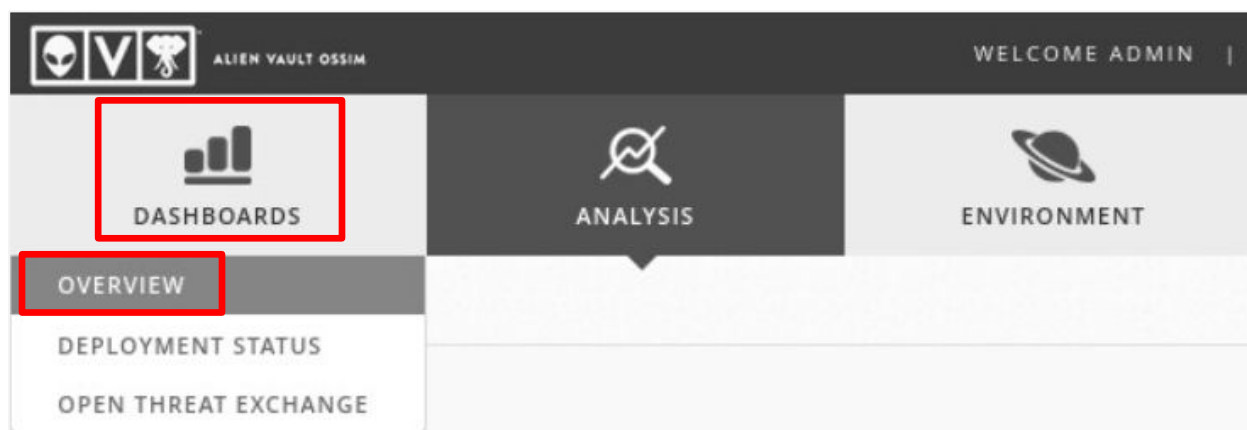 V ALIEN VAULT OSSIM WELCOME ADMIN |
DASHBOARDS ANALYSIS ENVIRONMENT
OVERVIEW
DEPLOYMENT STATUS
OPEN THREAT EXCHANGE